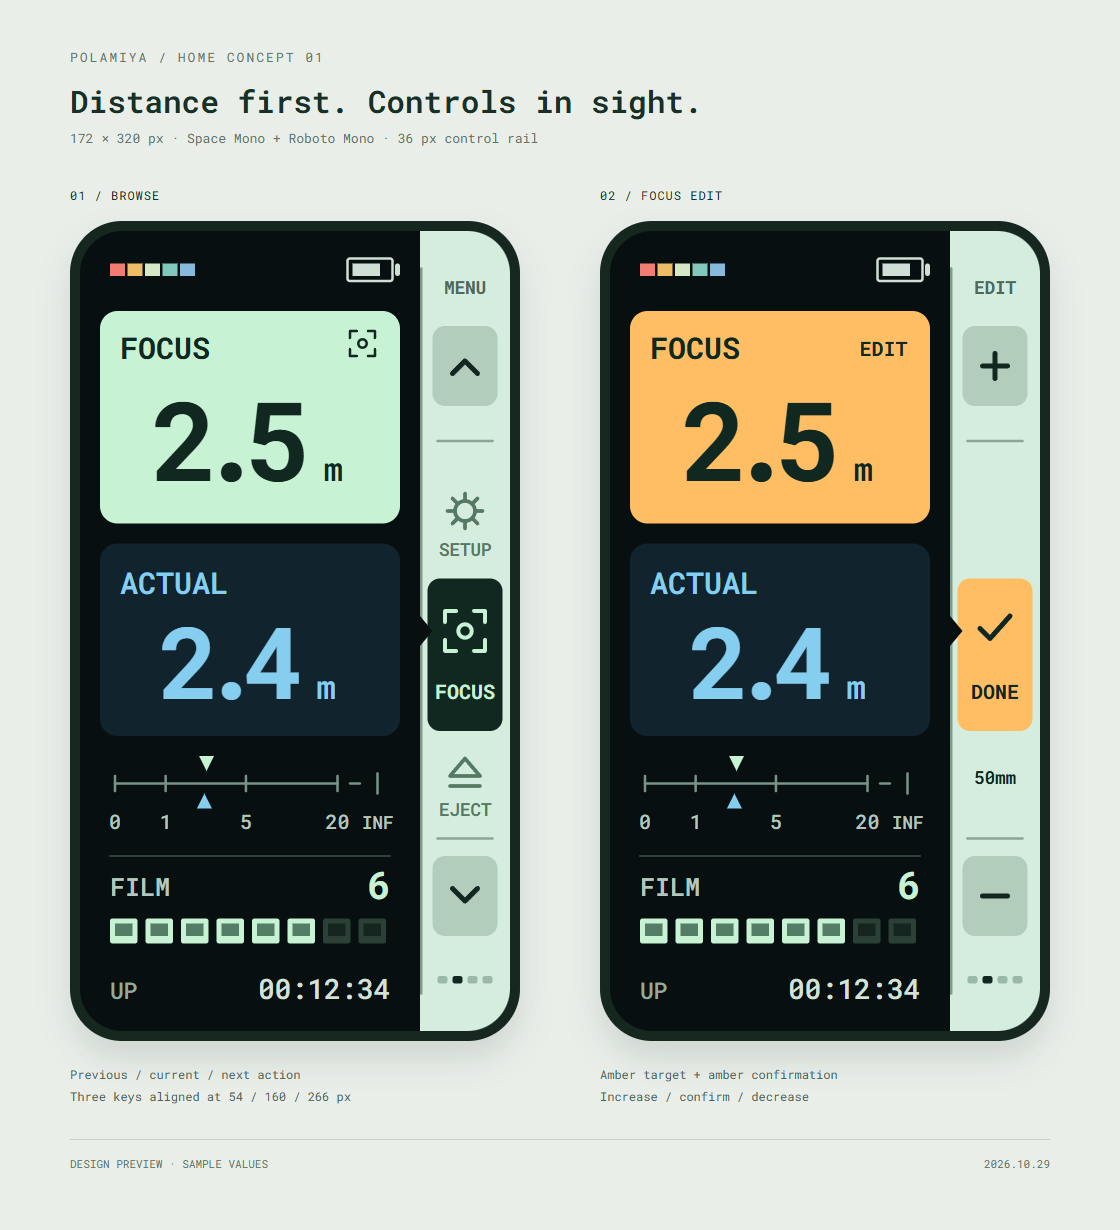 POLAMIYA / HOME CONCEPT 01
Distance first. Controls in sight.
172 × 320 px · Space Mono + Roboto Mono · 36 px control rail
01 / BROWSE
MENU
FOCUS
2.5 m
SETUP
ACTUAL
2.4 m
FOCUS
EJECT
0 1 5 20 INF
FILM 6
UP 00:12:34
Previous / current / next action
Three keys aligned at 54 / 160 / 266 px
02 / FOCUS EDIT
EDIT
FOCUS EDIT
2.5 m
ACTUAL
2.4 m
DONE
50mm
0 1 5 20 INF
FILM 6
UP 00:12:34
Amber target + amber confirmation
Increase / confirm / decrease
DESIGN PREVIEW · SAMPLE VALUES
2026.10.29